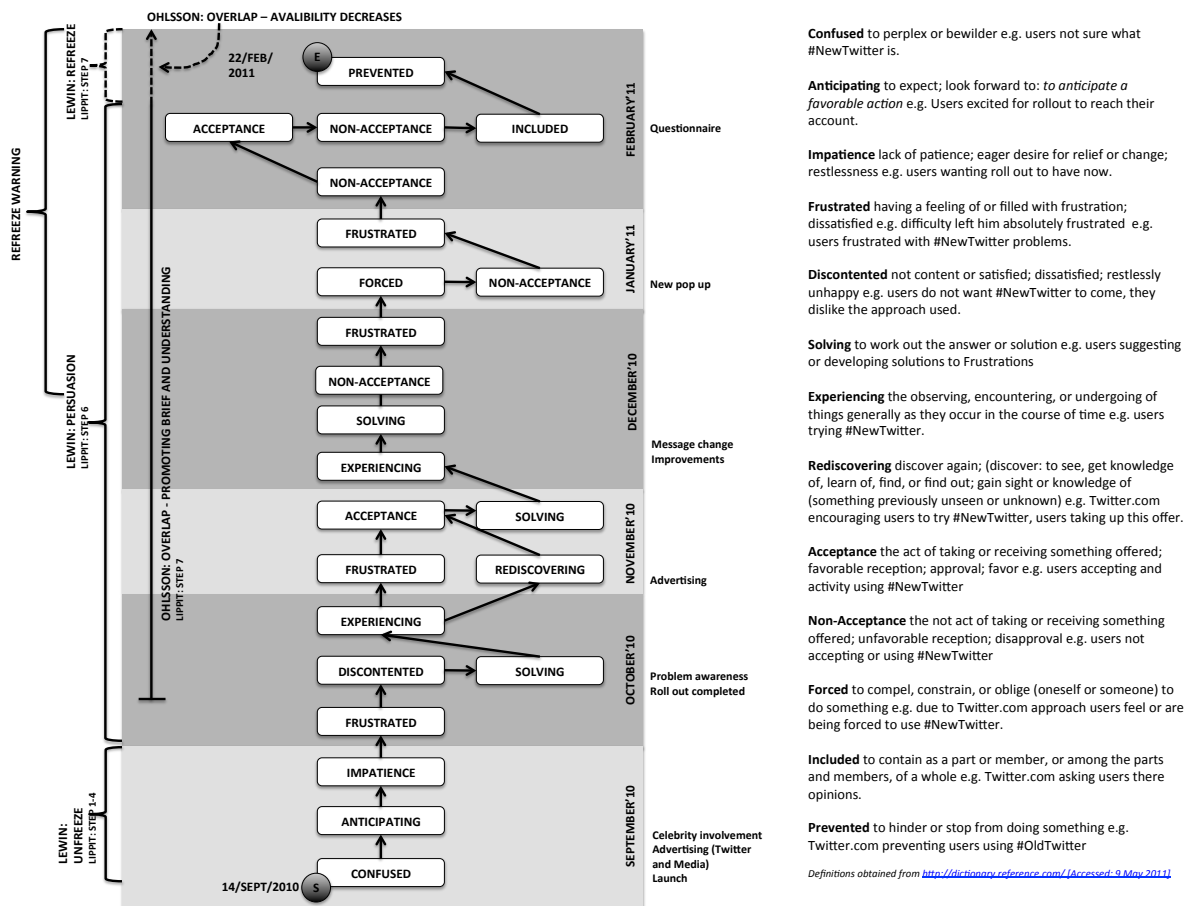 OHLSSON: OVERLAP – AVALIBILITY DECREASES
REFREEZE WARNING
LEWIN: REFREEZE
LIPPIT: STEP 7
22/FEB/
2011
E
PREVENTED
ACCEPTANCE
NON-ACCEPTANCE
INCLUDED
NON-ACCEPTANCE
FEBRUARY'11
Questionnaire
FRUSTRATED
FORCED
NON-ACCEPTANCE
JANUARY'11
New pop up
LEWIN: PERSUASION
LIPPIT: STEP 6
OHLSSON: OVERLAP - PROMOTING BRIEF AND UNDERSTANDING
LIPPIT: STEP 7
FRUSTRATED
NON-ACCEPTANCE
SOLVING
EXPERIENCING
DECEMBER'10
Message change
Improvements
ACCEPTANCE
SOLVING
FRUSTRATED
REDISCOVERING
NOVEMBER'10
Advertising
EXPERIENCING
DISCONTENTED
SOLVING
FRUSTRATED
OCTOBER'10
Problem awareness
Roll out completed
LEWIN:
UNFREEZE
LIPPIT: STEP 1-4
IMPATIENCE
ANTICIPATING
CONFUSED
14/SEPT/2010
S
SEPTEMBER'10
Celebrity involvement
Advertising (Twitter
and Media)
Launch
Confused to perplex or bewilder e.g. users not sure what
#NewTwitter is.
Anticipating to expect; look forward to: to anticipate a
favorable action e.g. Users excited for rollout to reach their
account.
Impatience lack of patience; eager desire for relief or change;
restlessness e.g. users wanting roll out to have now.
Frustrated having a feeling of or filled with frustration;
dissatisfied e.g. difficulty left him absolutely frustrated e.g.
users frustrated with #NewTwitter problems.
Discontented not content or satisfied; dissatisfied; restlessly
unhappy e.g. users do not want #NewTwitter to come, they
dislike the approach used.
Solving to work out the answer or solution e.g. users suggesting
or developing solutions to Frustrations
Experiencing the observing, encountering, or undergoing of
things generally as they occur in the course of time e.g. users
trying #NewTwitter.
Rediscovering discover again; (discover: to see, get knowledge
of, learn of, find, or find out; gain sight or knowledge of
(something previously unseen or unknown) e.g. Twitter.com
encouraging users to try #NewTwitter, users taking up this offer.
Acceptance the act of taking or receiving something offered;
favorable reception; approval; favor e.g. users accepting and
activity using #NewTwitter
Non-Acceptance the not act of taking or receiving something
offered; unfavorable reception; disapproval e.g. users not
accepting or using #NewTwitter
Forced to compel, constrain, or oblige (oneself or someone) to
do something e.g. due to Twitter.com approach users feel or are
being forced to use #NewTwitter.
Included to contain as a part or member, or among the parts
and members, of a whole e.g. Twitter.com asking users there
opinions.
Prevented to hinder or stop from doing something e.g.
Twitter.com preventing users using #OldTwitter
Definitions obtained from http://dictionary.reference.com/ [Accessed: 9 May 2011]